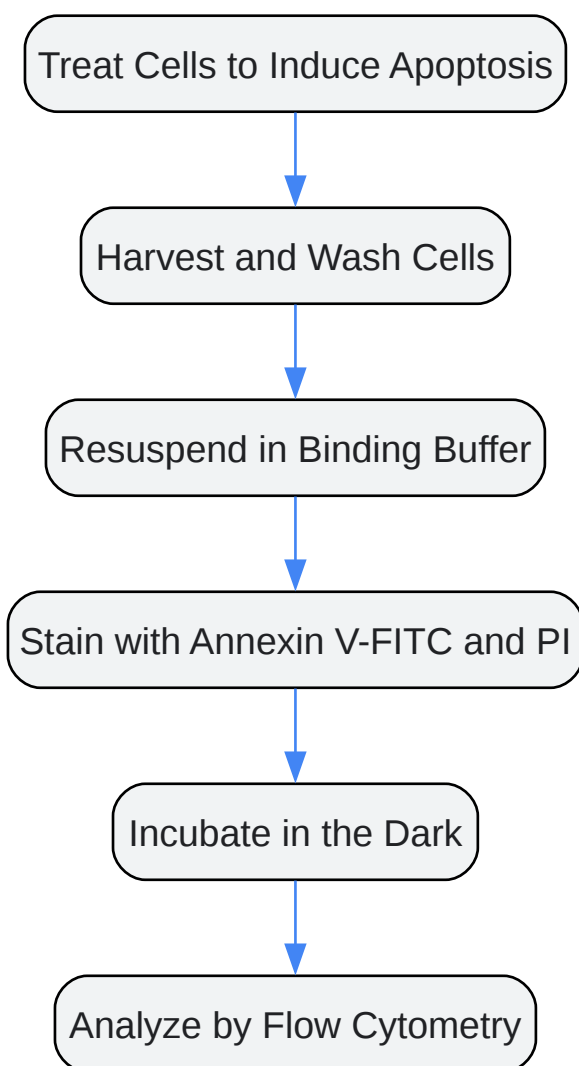 Treat Cells to Induce Apoptosis
Harvest and Wash Cells
Resuspend in Binding Buffer
Stain with Annexin V-FITC and PI
Incubate in the Dark
Analyze by Flow Cytometry